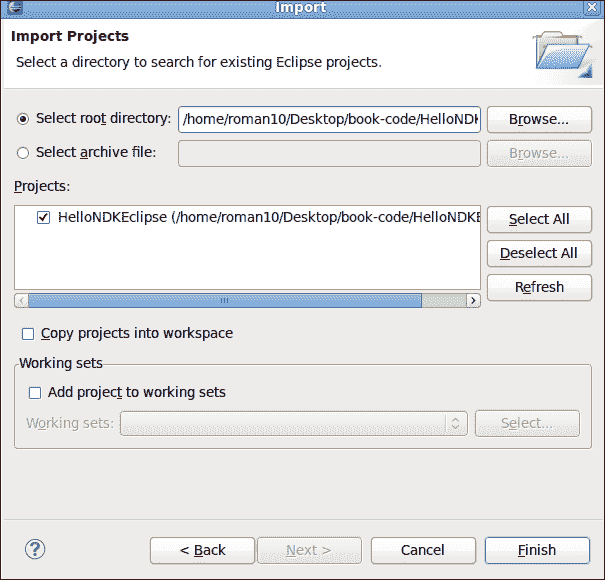 Import
Import Projects
Select a directory to search for existing Eclipse projects.
Select root directory: /home/roman10/Desktop/book-code/HelloNDK Browse...
Select archive file: Browse...
Projects:
HelloNDKEclipse (/home/roman10/Desktop/book-code/HelloNDKE Select All
Deselect All
Refresh
Copy projects into workspace
Working sets
Add project to working sets
Working sets: Select...
< Back Next > Cancel Finish